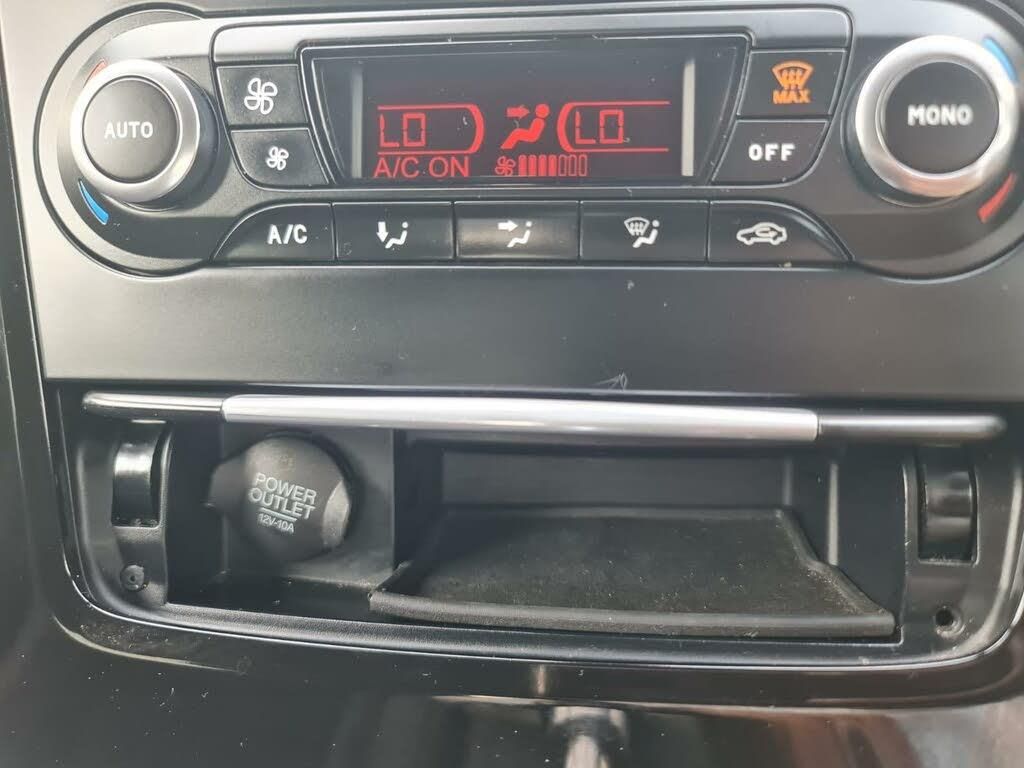 MAX
AUTO
MONO
LO
LO
OFF
A/C ON
A/C
POWER
OUTLET
12V-10A